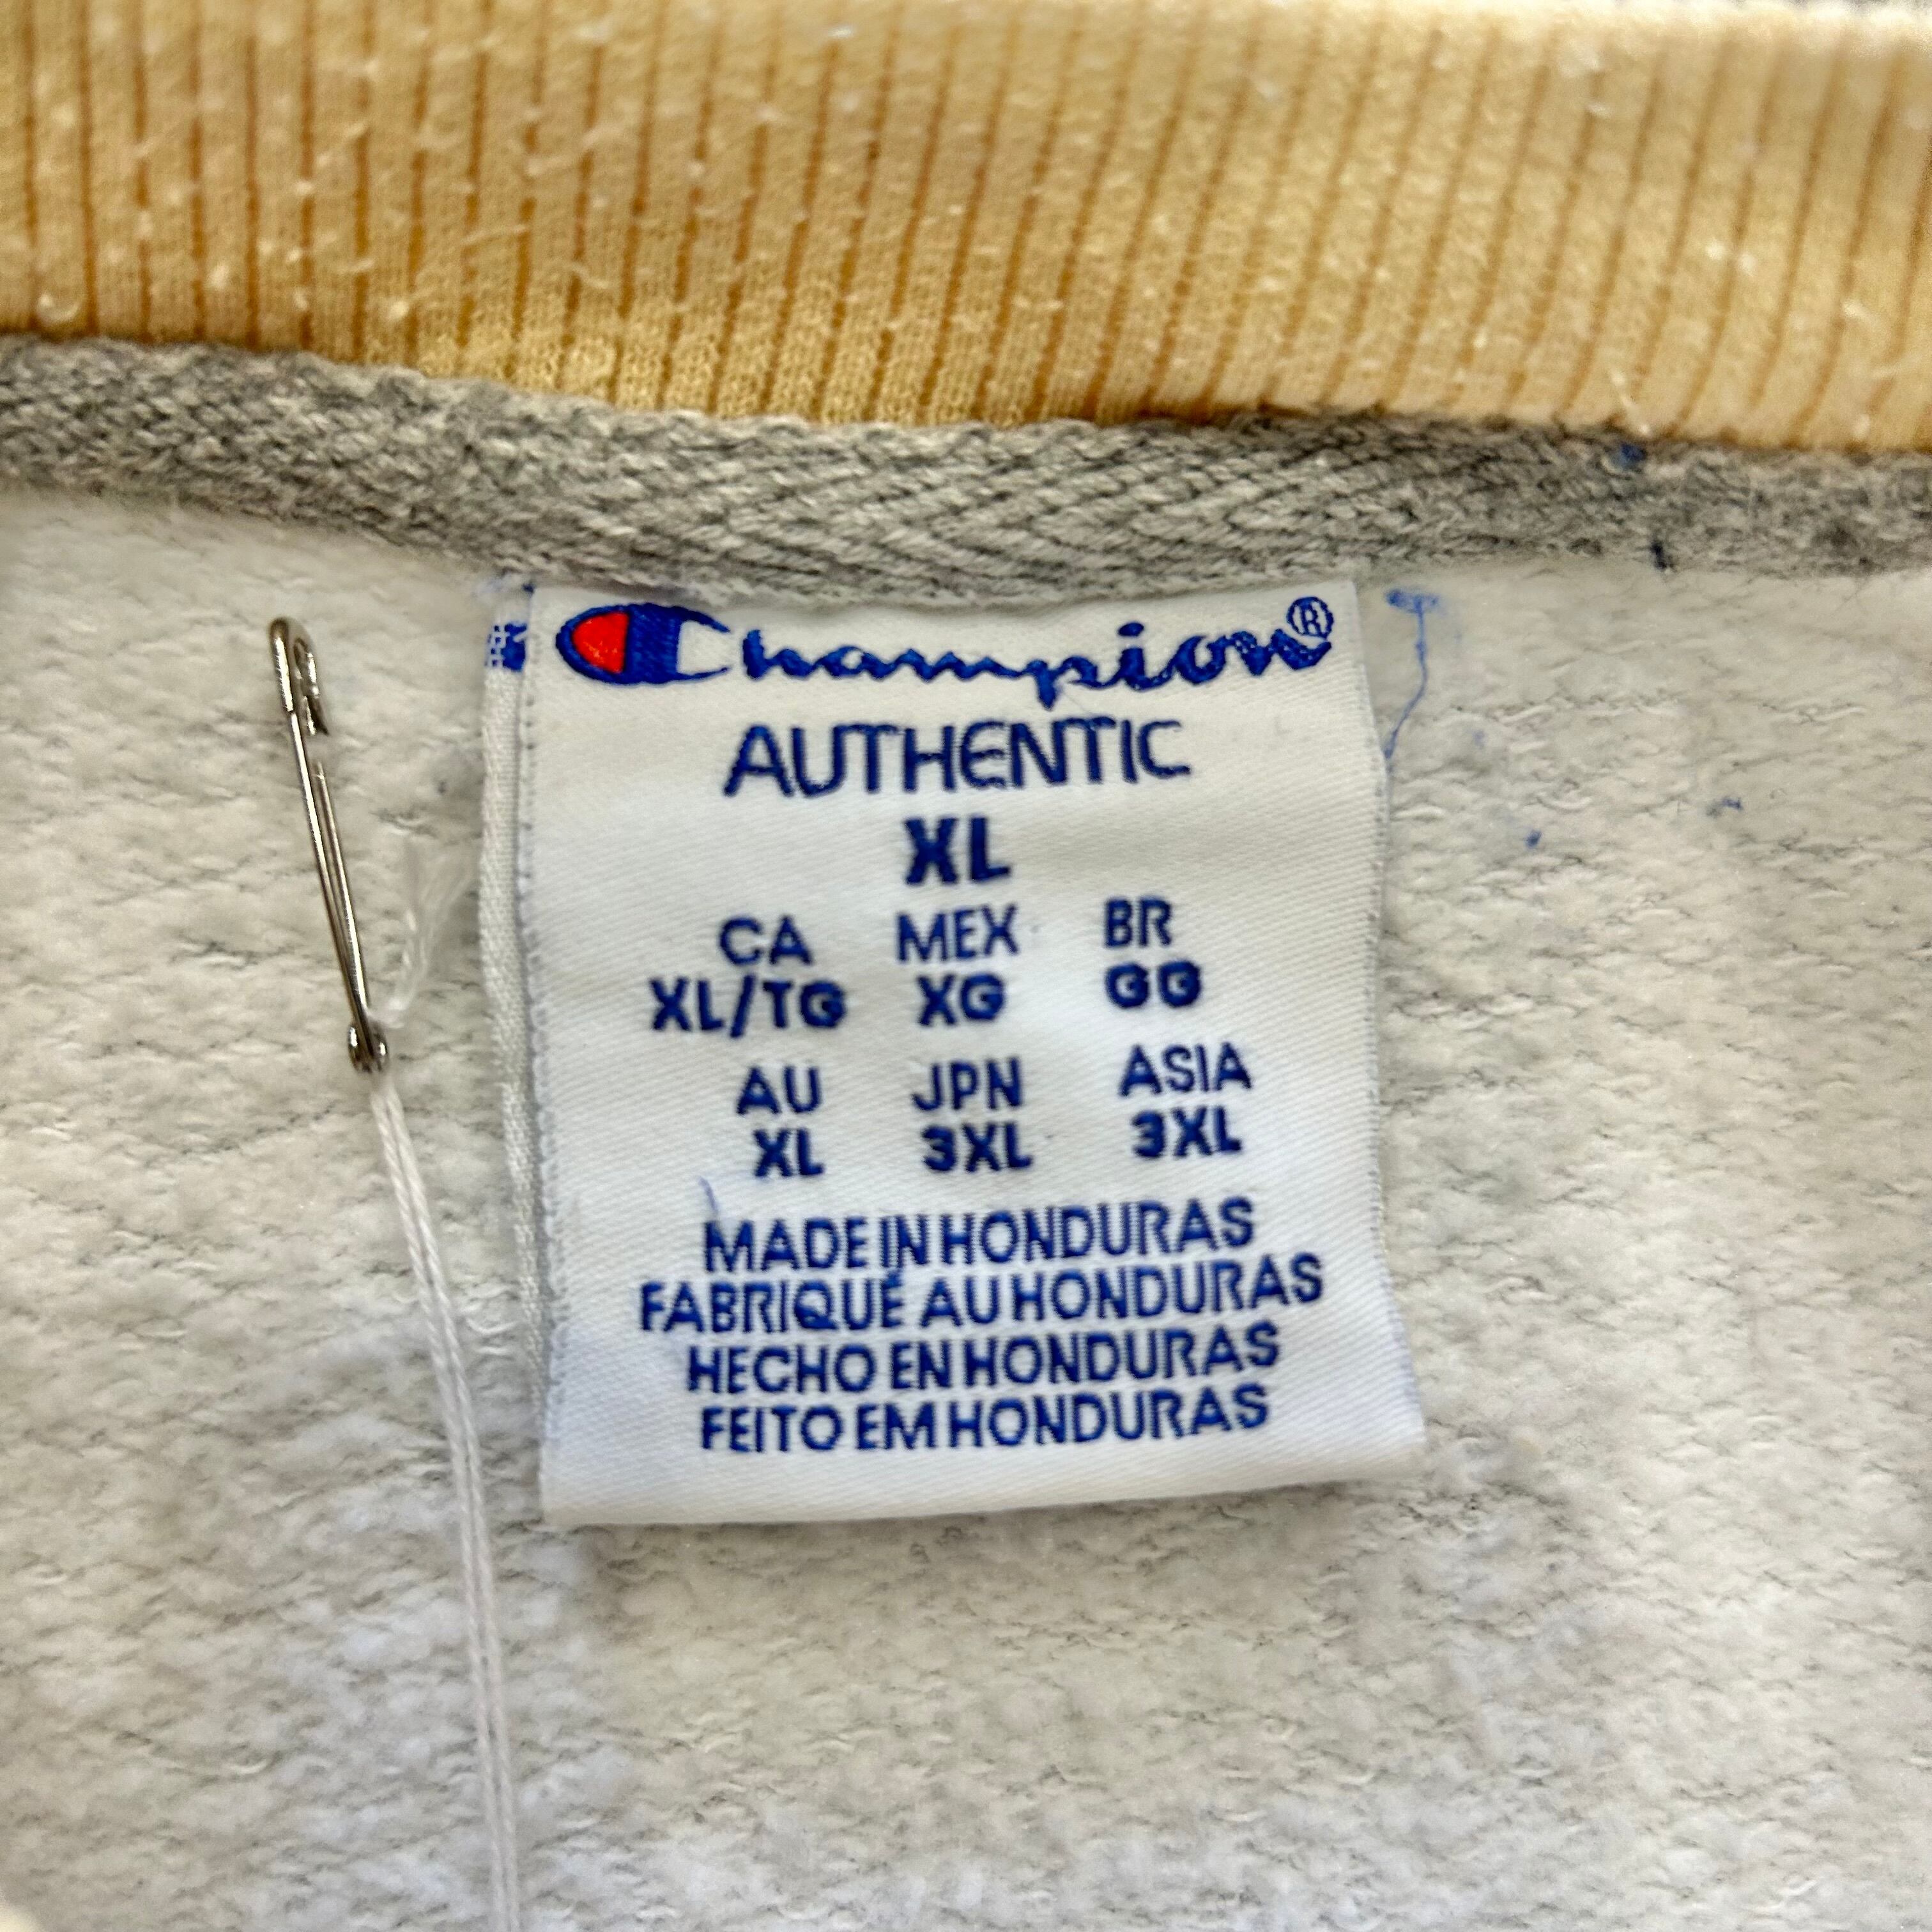 Champion®
AUTHENTIC
XL
CA MEX BR
XL/TG XG GG
AU JPN ASIA
XL 3XL 3XL
MADE IN HONDURAS
FABRIQUÉ AU HONDURAS
HECHO EN HONDURAS
FEITO EM HONDURAS